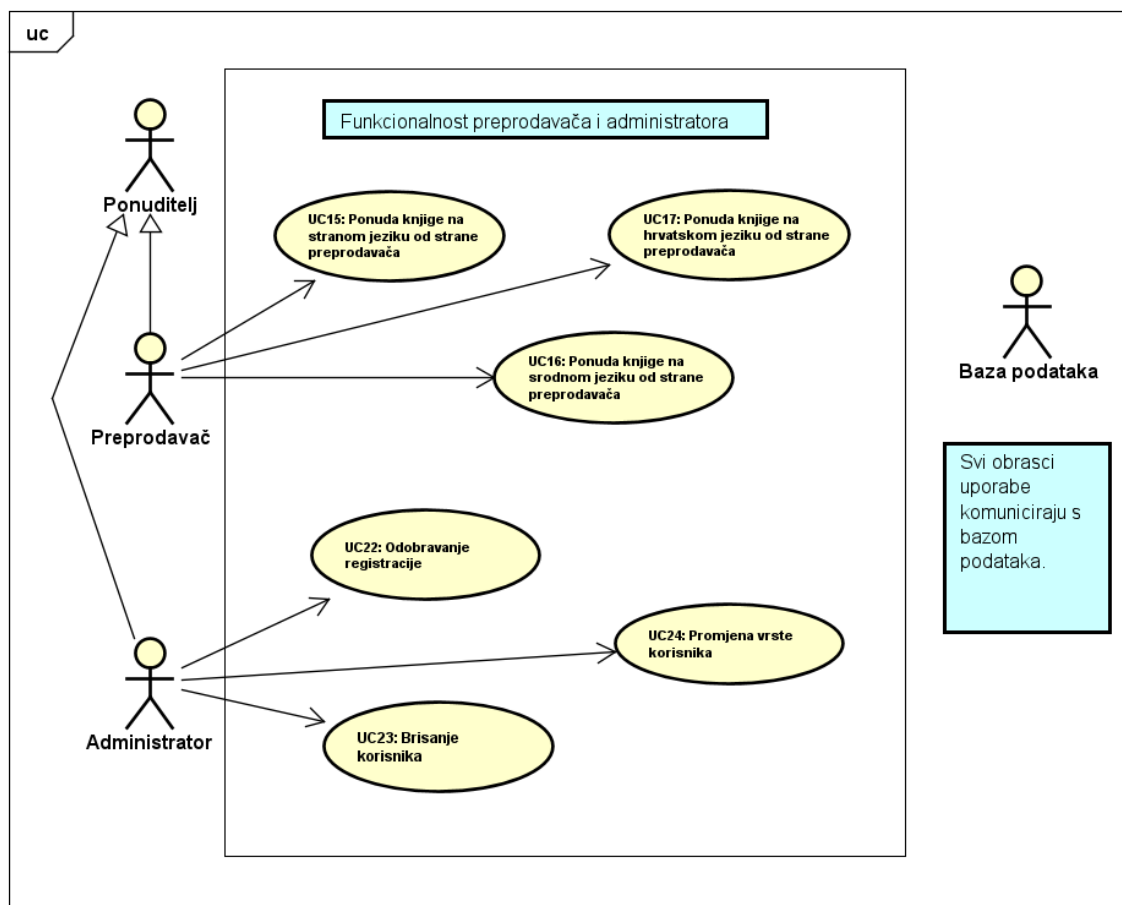 uc
Funkcionalnost preprodavača i administratora
Ponuditelj
UC15: Ponuda knjige na
stranom jeziku od strane
preprodavača
UC17: Ponuda knjige na
hrvatskom jeziku od strane
preprodavača
Preprodavač
UC16: Ponuda knjige na
srodnom jeziku od strane
preprodavača
Baza podataka
Svi obrasci
uporabe
komuniciraju s
bazom
podataka.
UC22: Odobravanje
registracije
UC24: Promjena vrste
korisnika
Administrator
UC23: Brisanje
korisnika